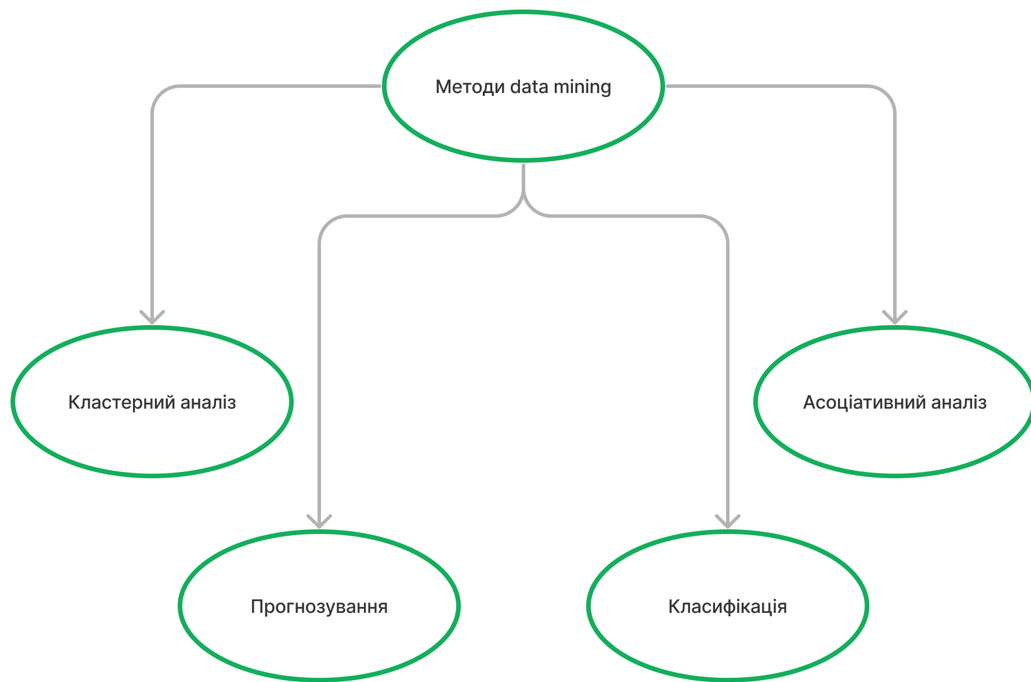 Методи data mining
Кластерний аналіз
Асоціативний аналіз
Прогнозування
Класифікація